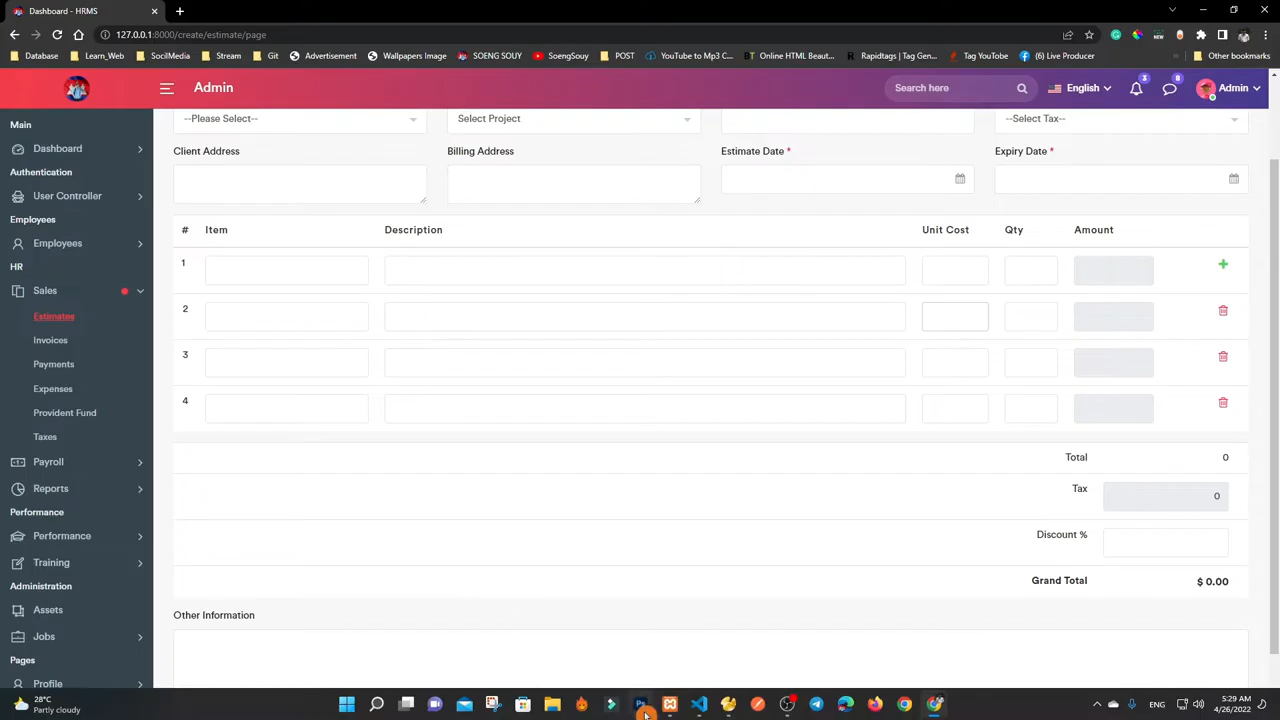 Dashboard - HRMS
127.0.0.1:8000/create/estimate/page
Database
Learn_Web
SocilMedia
Stream
Git
Advertisement
Wallpapers Image
SOENG SOUY
SoengSouy
POST
YouTube to Mp3 C...
Online HTML Beaut...
Rapidtags | Tag Gen...
Tag YouTube
(6) Live Producer
Other bookmarks
Admin
Search here
English
3
8
Admin
Main
Dashboard
Authentication
User Controller
Employees
Employees
HR
Sales
Estimates
Invoices
Payments
Expenses
Provident Fund
Taxes
Payroll
Reports
Performance
Performance
Training
Administration
Assets
Jobs
Pages
Profile
--Please Select--
Select Project
--Select Tax--
Client Address
Billing Address
Estimate Date *
Expiry Date *
# Item Description Unit Cost Qty Amount
1
2
3
4
Total 0
Tax 0
Discount %
Grand Total $ 0.00
Other Information
28°C
Partly cloudy
ENG
5:29 AM
4/26/2022